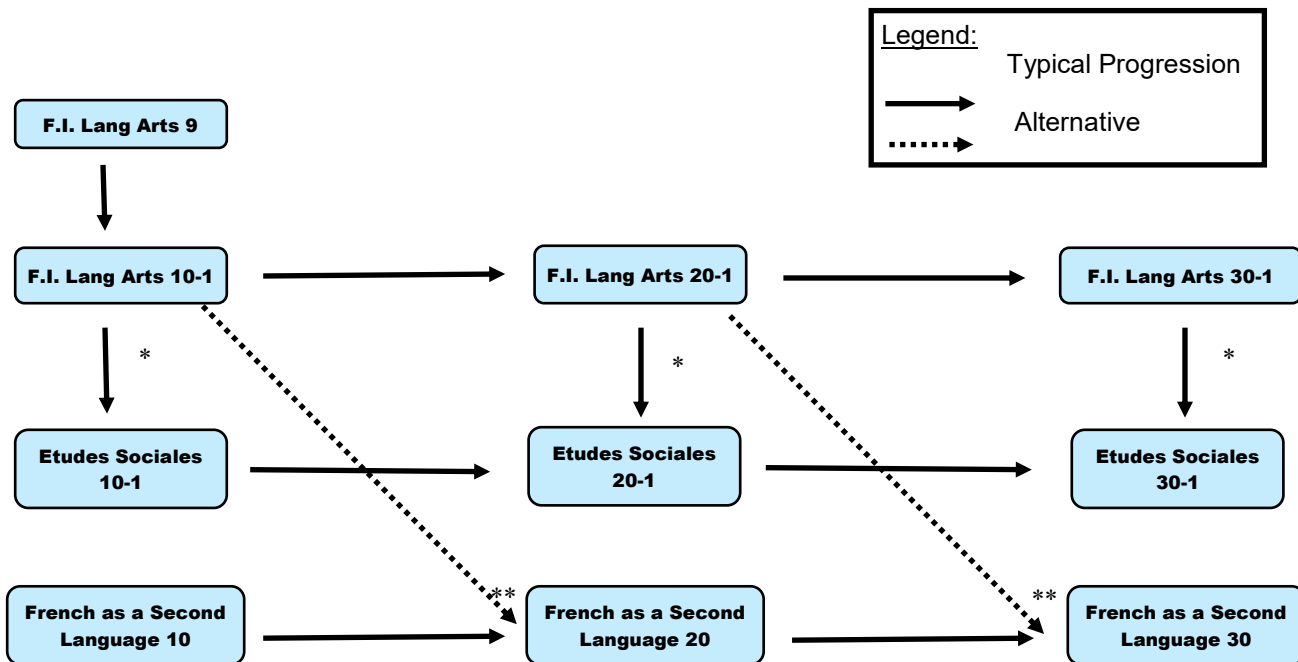 Legend:
Typical Progression
Alternative
F.I. Lang Arts 9
F.I. Lang Arts 10-1
F.I. Lang Arts 20-1
F.I. Lang Arts 30-1
*
*
*
Etudes Sociales
10-1
Etudes Sociales
20-1
Etudes Sociales
30-1
**
**
French as a Second
Language 10
French as a Second
Language 20
French as a Second
Language 30